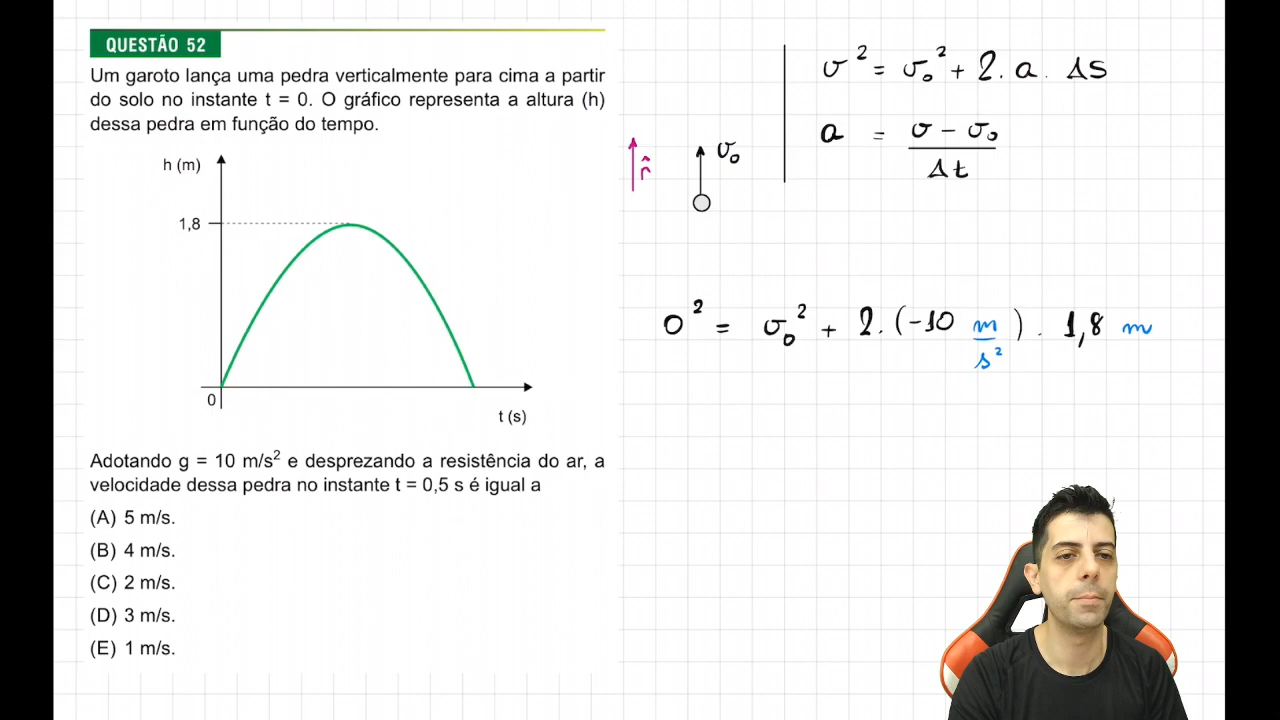 QUESTÃO 52
Um garoto lança uma pedra verticalmente para cima a partir
do solo no instante t = 0. O gráfico representa a altura (h)
dessa pedra em função do tempo.
h (m)
1,8
0
t (s)
Adotando g = 10 m/s² e desprezando a resistência do ar, a
velocidade dessa pedra no instante t = 0,5 s é igual a
(A) 5 m/s.
(B) 4 m/s.
(C) 2 m/s.
(D) 3 m/s.
(E) 1 m/s.
r̂
v₀
v² = v₀² + 2. a . Δs
a = (v − v₀) / Δt
0² = v₀² + 2. (−10 m/s²) . 1,8 m